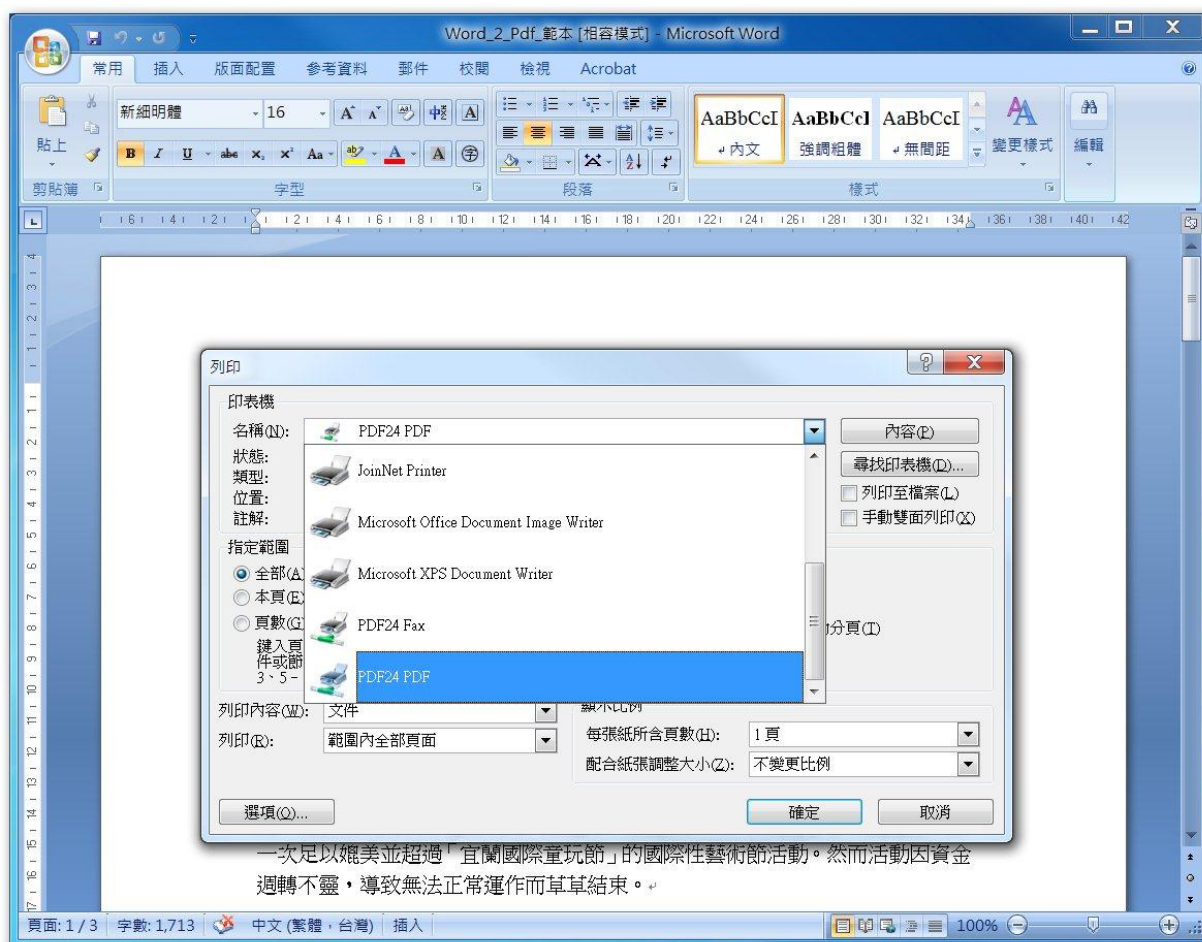 Word_2_Pdf_範本 [相容模式] - Microsoft Word
常用 插入 版面配置 參考資料 郵件 校閱 檢視 Acrobat
新細明體 16
貼上
B I U abc X₂ X² Aa A A
AaBbCcI AaBbCcI AaBbCcI
內文 強調粗體 無間距
變更樣式 編輯
剪貼簿 字型 段落 樣式
列印
印表機
名稱(N): PDF24 PDF
內容(P)
狀態:
類型:
位置:
註解:
尋找印表機(D)...
列印至檔案(L)
手動雙面列印(X)
JoinNet Printer
Microsoft Office Document Image Writer
Microsoft XPS Document Writer
PDF24 Fax
PDF24 PDF
指定範圍
全部(A
本頁(E
頁數(G
鍵入頁
件或節
3、5-
分頁(T)
列印內容(W): 文件
列印(R): 範圍內全部頁面
顯示比例
每張紙所含頁數(H): 1 頁
配合紙張調整大小(Z): 不變更比例
選項(O)... 確定 取消
一次足以媲美並超過「宜蘭國際童玩節」的國際性藝術節活動。然而活動因資金
週轉不靈，導致無法正常運作而草草結束。
頁面: 1 / 3 字數: 1,713 中文 (繁體，台灣) 插入 100%